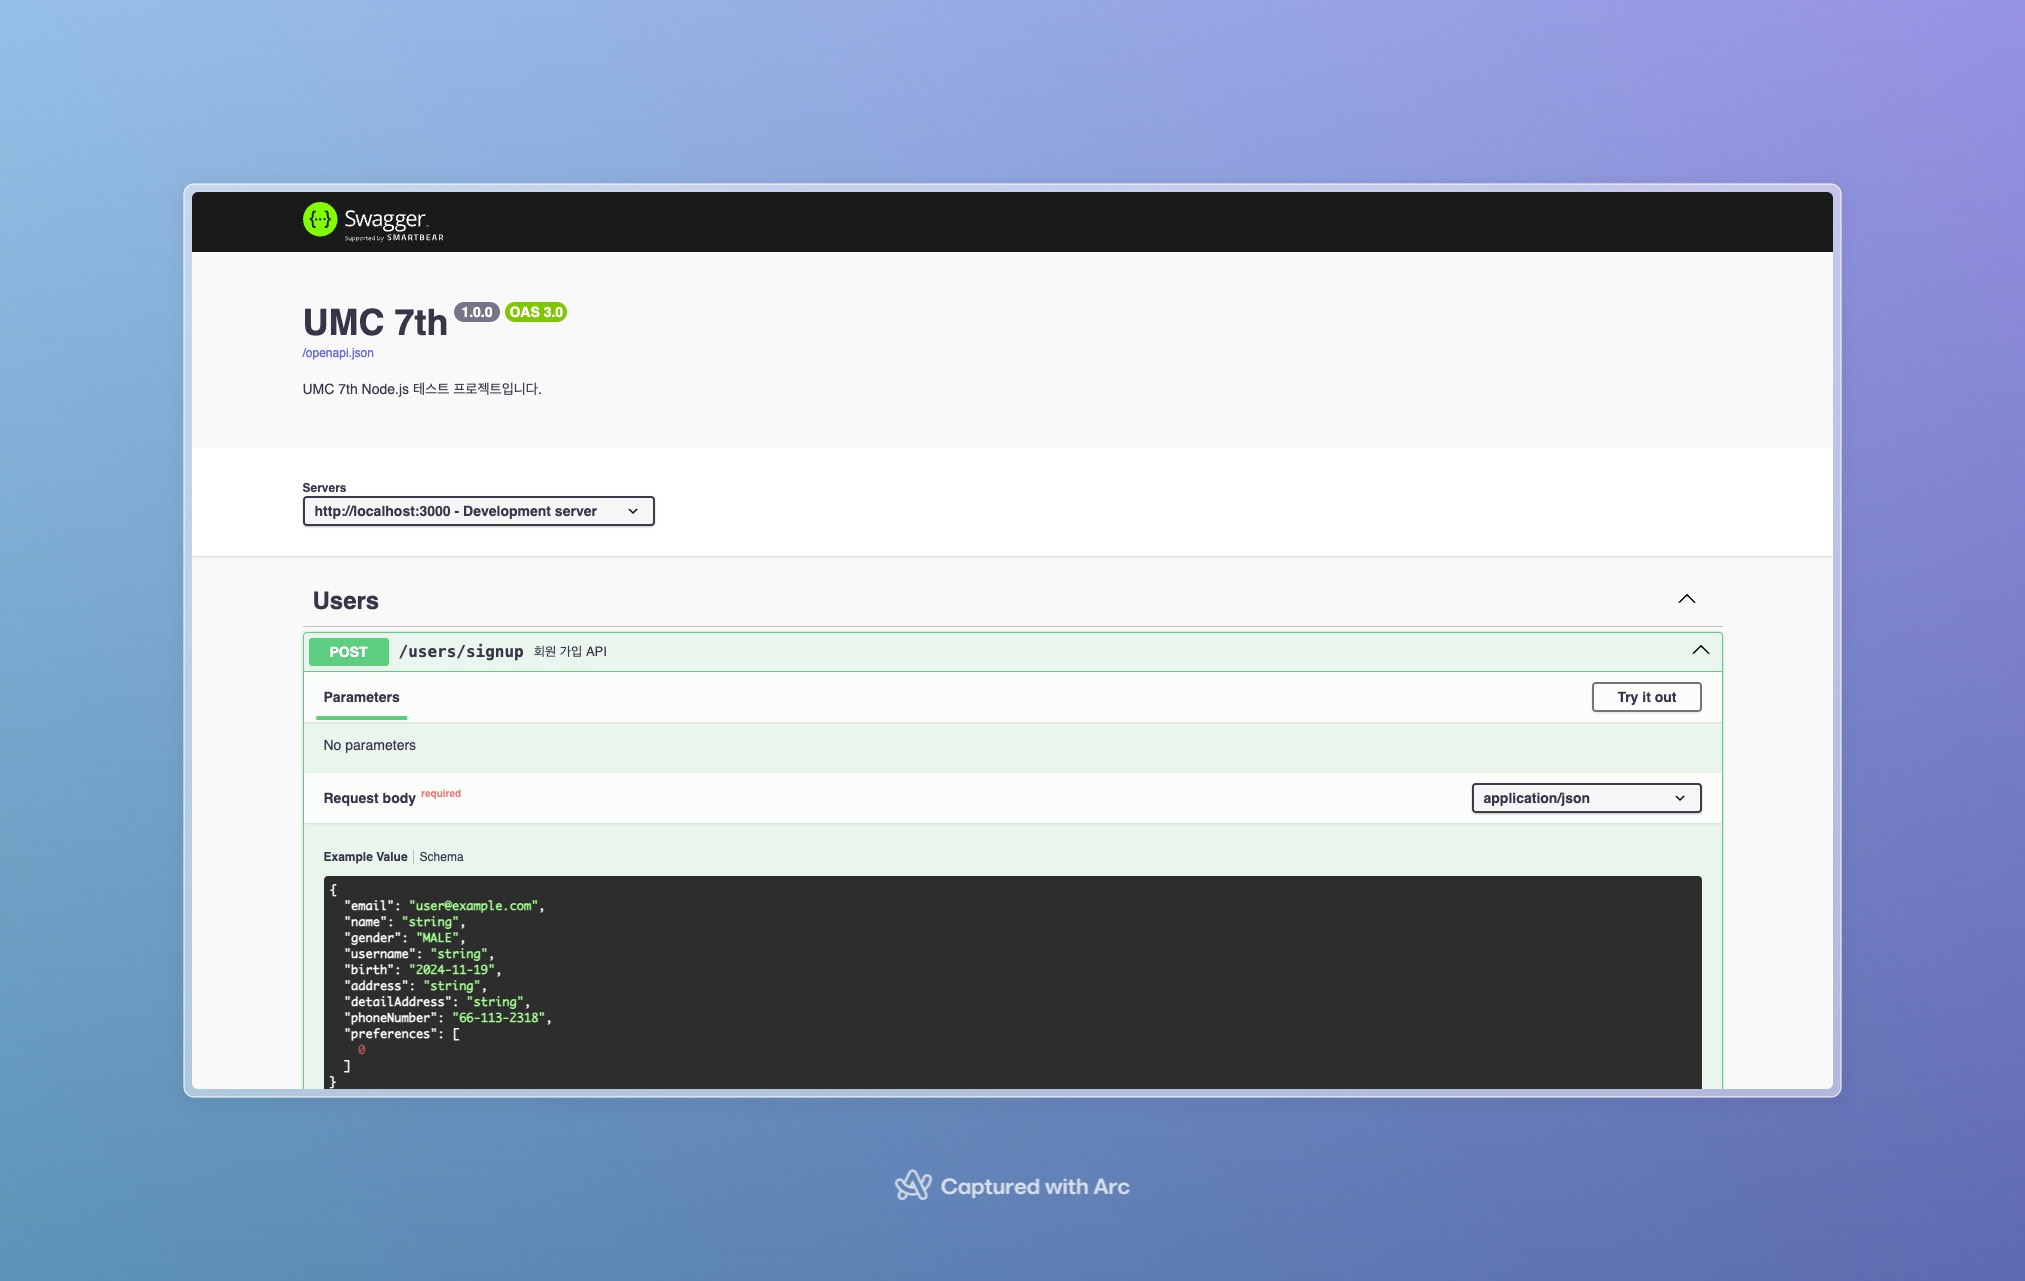 Swagger
Supported by SMARTBEAR
UMC 7th 1.0.0 OAS 3.0
/openapi.json
UMC 7th Node.js 테스트 프로젝트입니다.
Servers
http://localhost:3000 - Development server
Users
POST /users/signup 회원 가입 API
Parameters Try it out
No parameters
Request body required application/json
Example Value Schema
{
"email": "user@example.com",
"name": "string",
"gender": "MALE",
"username": "string",
"birth": "2024-11-19",
"address": "string",
"detailAddress": "string",
"phoneNumber": "66-113-2318",
"preferences": [
0
]
}
Captured with Arc